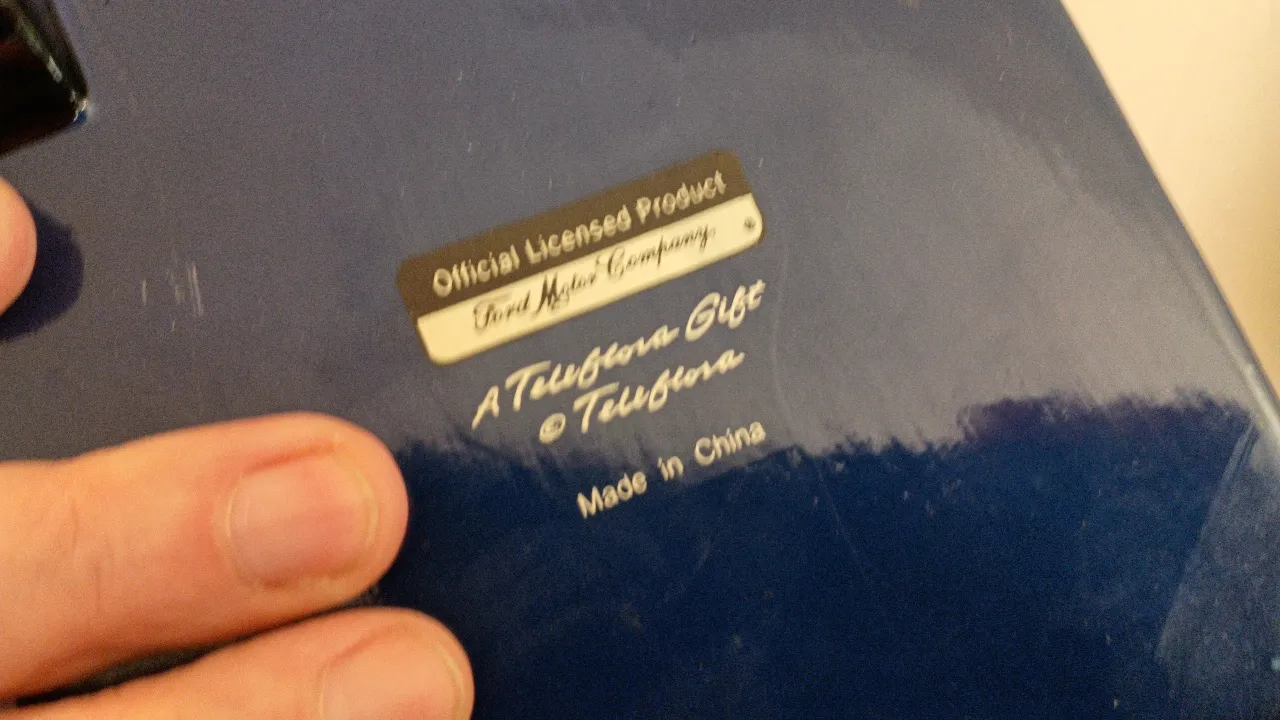 Official Licensed Product
Ford Motor Company
®
A Teleflora Gift
© Teleflora
Made in China